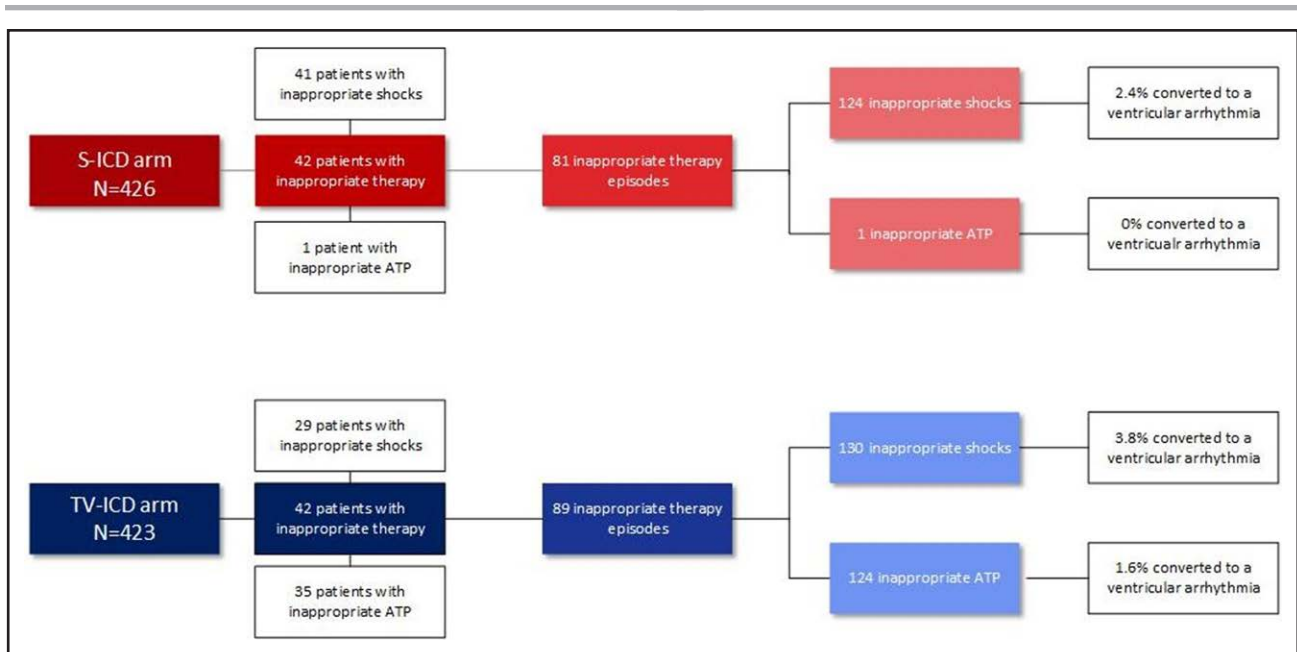 41 patients with
inappropriate shocks
S-ICD arm
N=426
42 patients with
inappropriate therapy
1 patient with
inappropriate ATP
81 inappropriate therapy
episodes
124 inappropriate shocks
2.4% converted to a
ventricular arrhythmia
1 inappropriate ATP
0% converted to a
ventricualr arrhythmia
29 patients with
inappropriate shocks
TV-ICD arm
N=423
42 patients with
inappropriate therapy
35 patients with
inappropriate ATP
89 inappropriate therapy
episodes
130 inappropriate shocks
3.8% converted to a
ventricular arrhythmia
124 inappropriate ATP
1.6% converted to a
ventricular arrhythmia